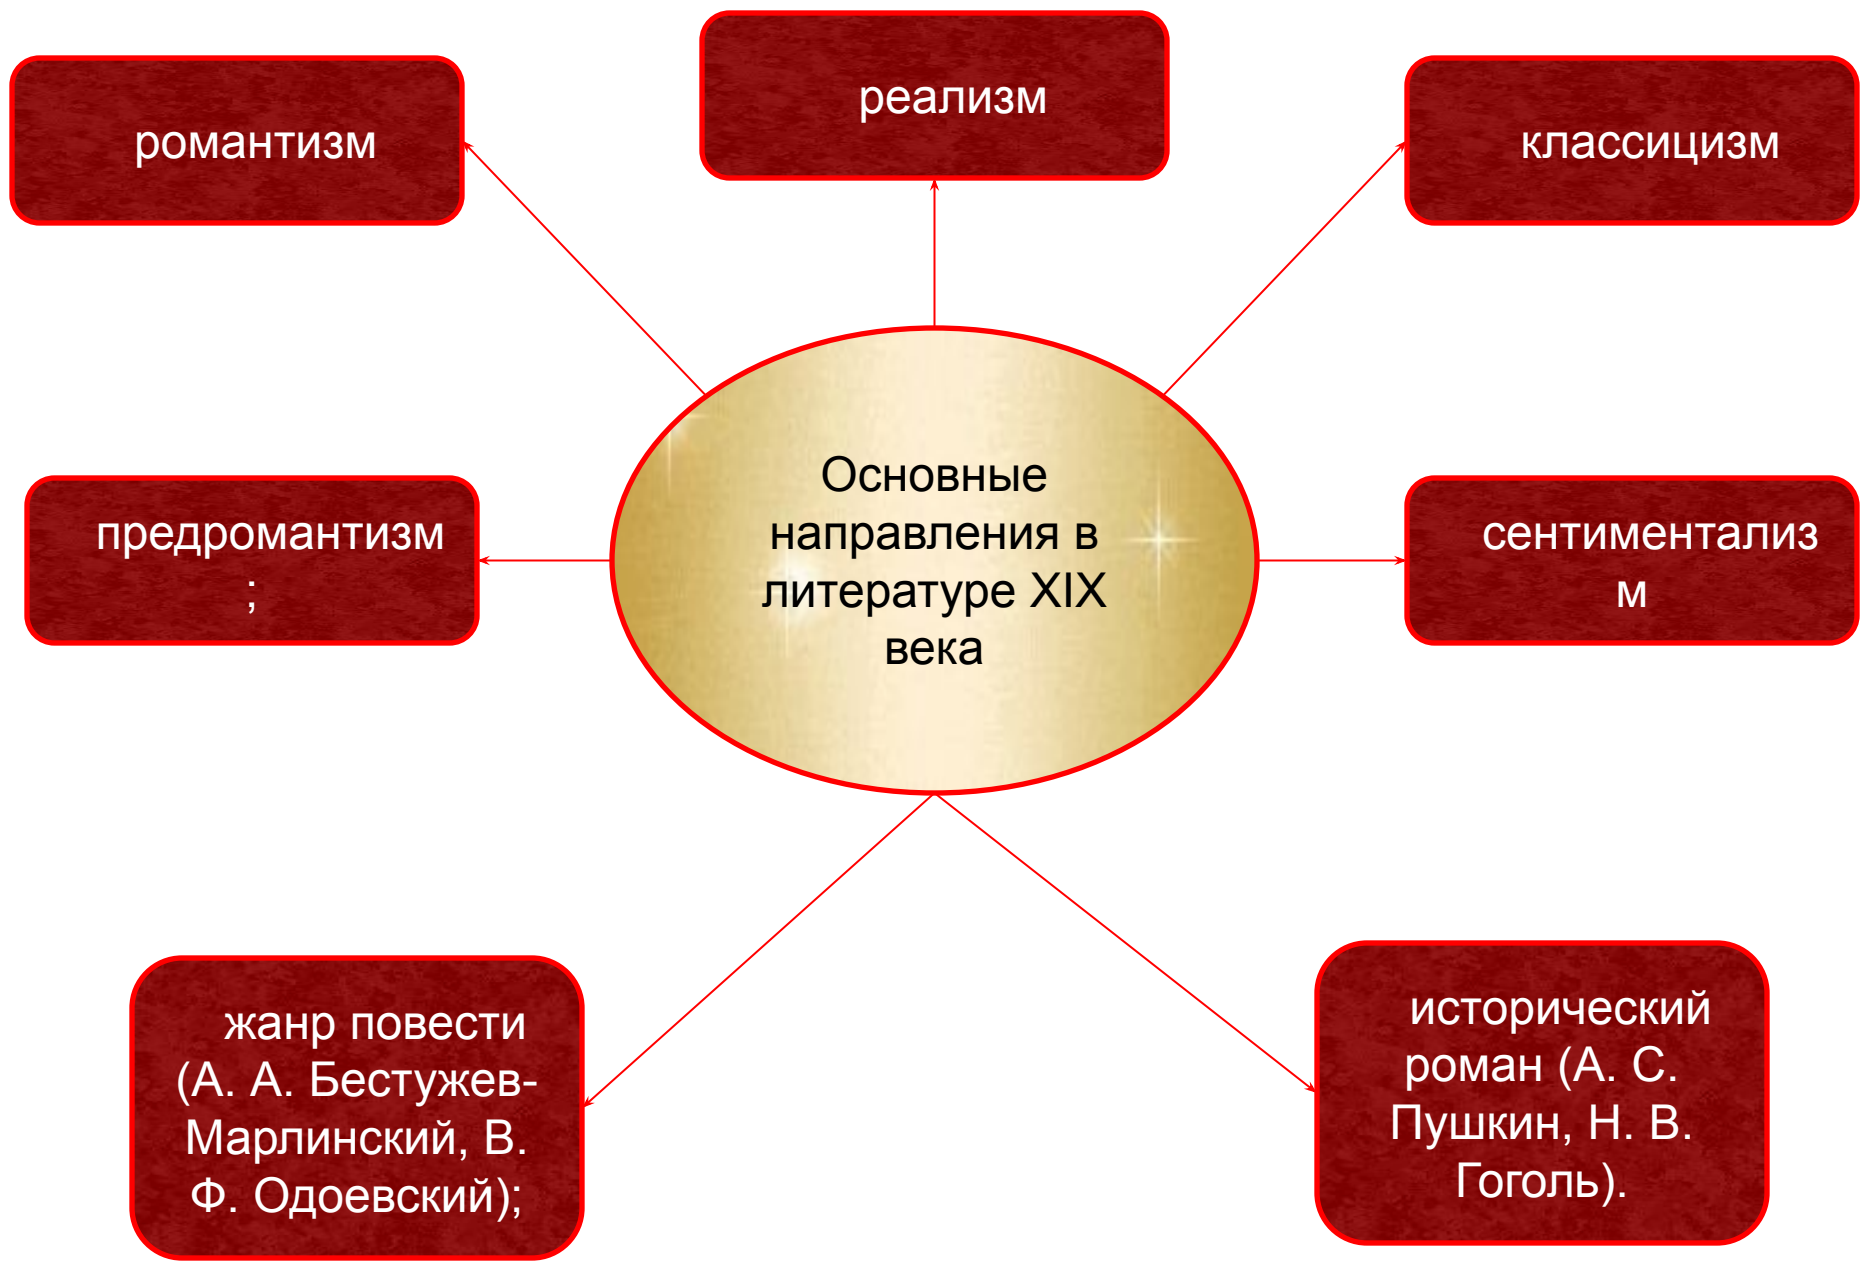 реализм
романтизм
классицизм
Основные
направления в
литературе XIX
века
предромантизм
;
сентиментализ
м
жанр повести
(А. А. Бестужев-
Марлинский, В.
Ф. Одоевский);
исторический
роман (А. С.
Пушкин, Н. В.
Гоголь).